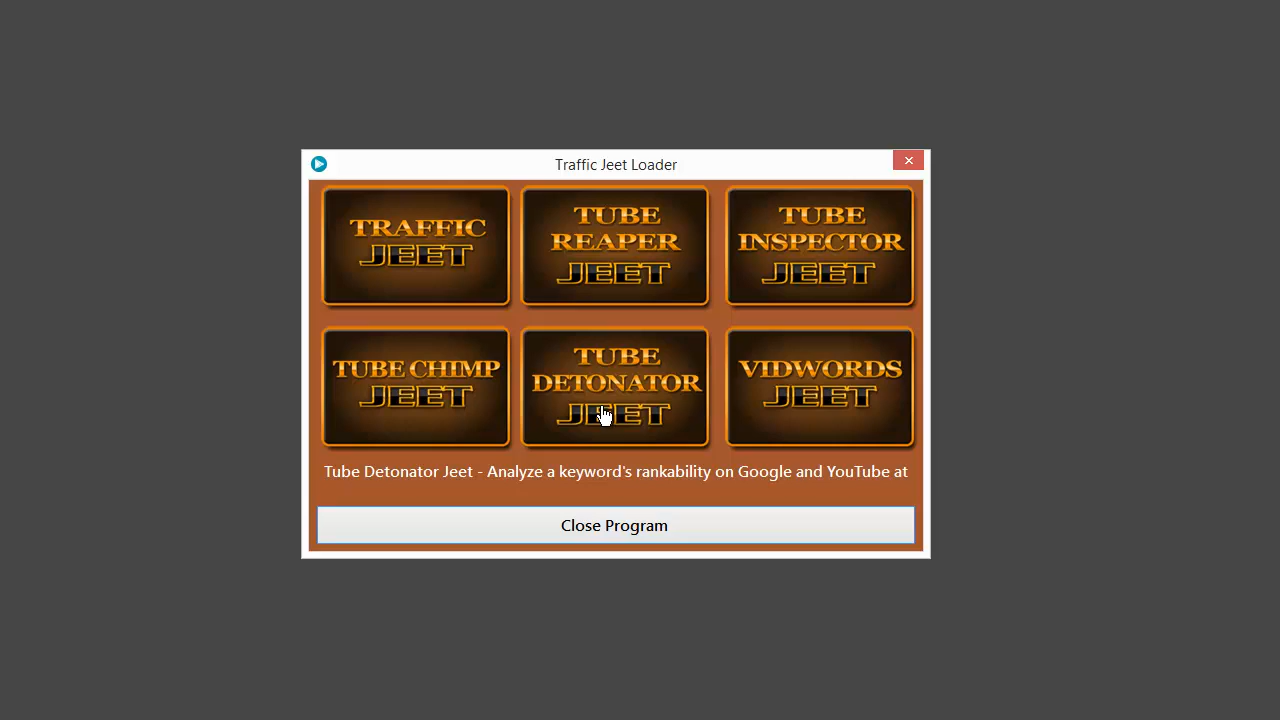 Traffic Jeet Loader
TRAFFIC
JEET
TUBE
REAPER
JEET
TUBE
INSPECTOR
JEET
TUBE CHIMP
JEET
TUBE
DETONATOR
JEET
VIDWORDS
JEET
Tube Detonator Jeet - Analyze a keyword's rankability on Google and YouTube at
Close Program